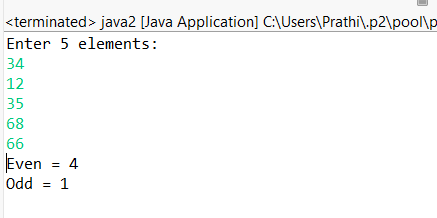 <terminated> java2 [Java Application] C:\Users\Prathi\.p2\pool\p
Enter 5 elements:
34
12
35
68
66
Even = 4
Odd = 1